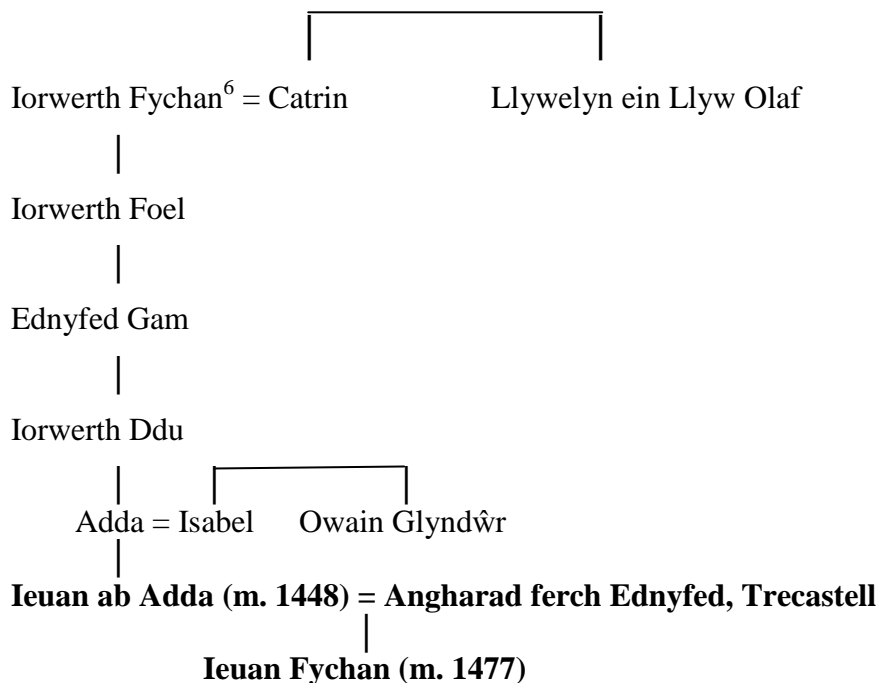 Iorwerth Fychan⁶ = Catrin Llywelyn ein Llyw Olaf
Iorwerth Foel
Ednyfed Gam
Iorwerth Ddu
Adda = Isabel Owain Glyndŵr
Ieuan ab Adda (m. 1448) = Angharad ferch Ednyfed, Trecastell
Ieuan Fychan (m. 1477)